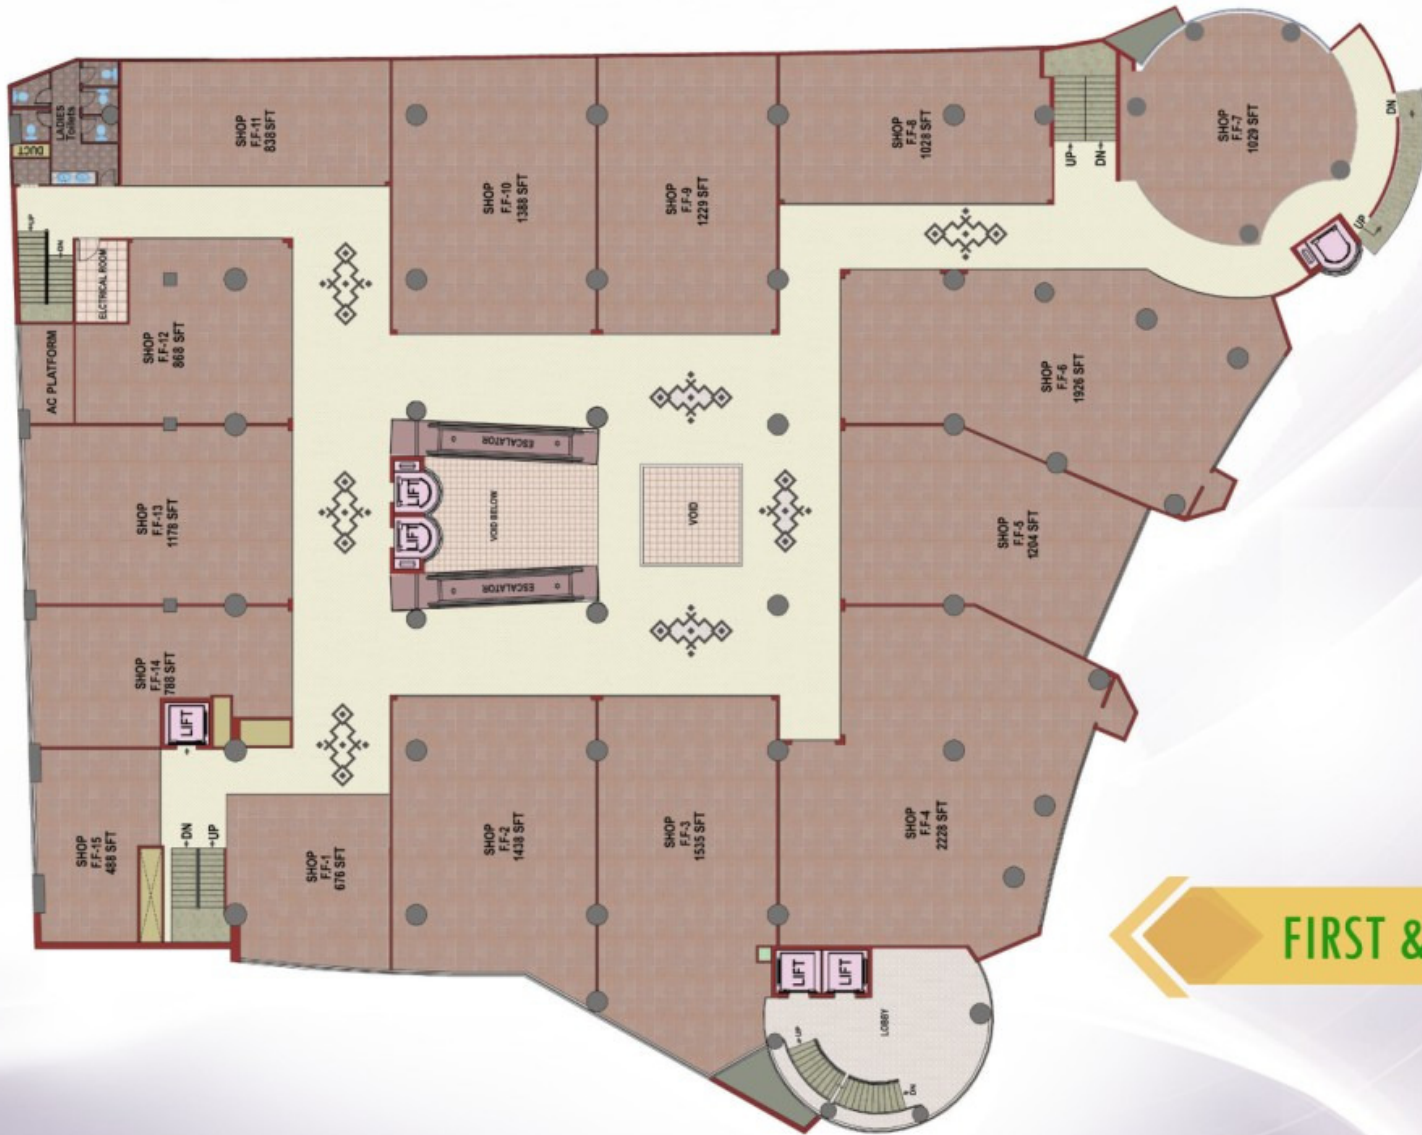 LADIES
Toilets
DUCT
SHOP
F.F-11
838 SFT
SHOP
F.F-10
1388 SFT
SHOP
F.F-9
1229 SFT
SHOP
F.F-8
1028 SFT
UP
DN
SHOP
F.F-7
1029 SFT
DN
UP
UP
DN
ELCTRICAL ROOM
AC PLATFORM
SHOP
F.F-12
868 SFT
SHOP
F.F-6
1926 SFT
ESCALATOR
LIFT
LIFT
VOID BELOW
VOID
ESCALATOR
SHOP
F.F-13
1178 SFT
SHOP
F.F-5
1204 SFT
SHOP
F.F-14
788 SFT
LIFT
SHOP
F.F-15
488 SFT
DN
UP
SHOP
F.F-1
676 SFT
SHOP
F.F-2
1438 SFT
SHOP
F.F-3
1535 SFT
SHOP
F.F-4
2228 SFT
LIFT
LIFT
LOBBY
UP
DN
FIRST &